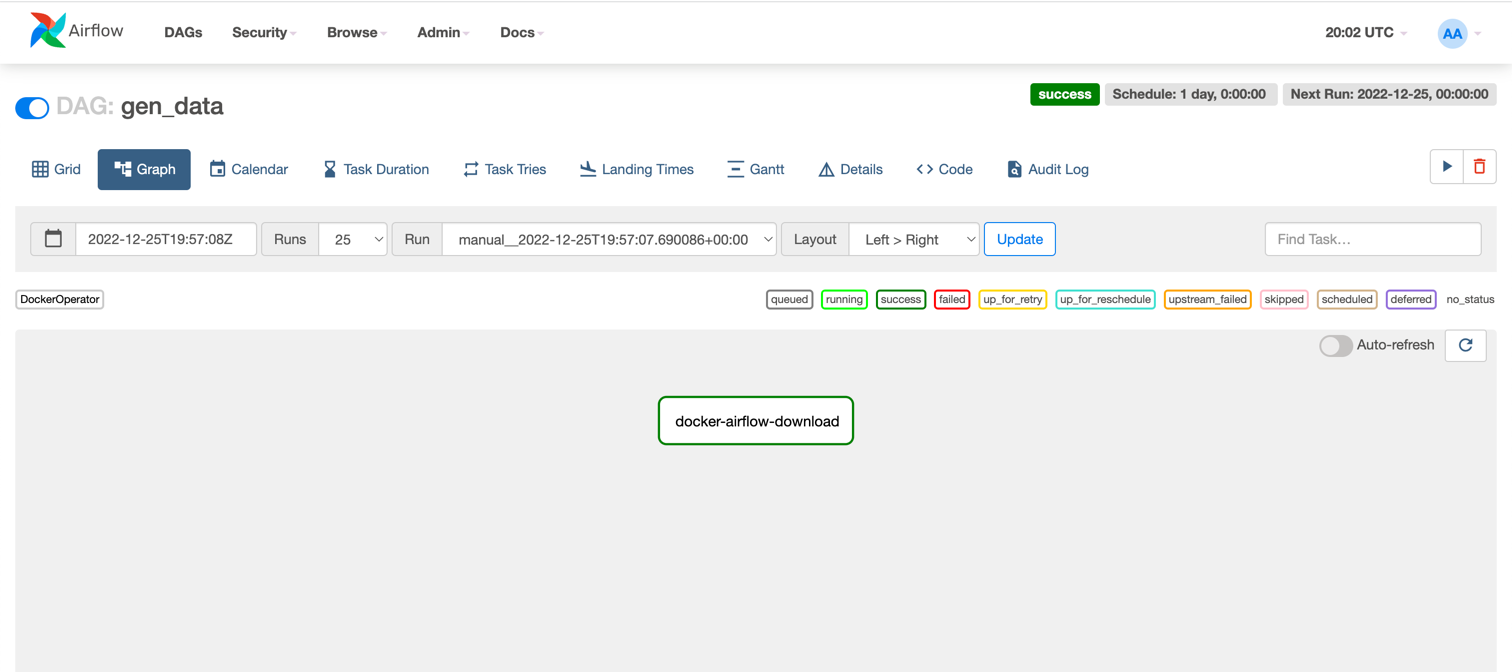 Airflow DAGs Security Browse Admin Docs 20:02 UTC AA
DAG: gen_data success Schedule: 1 day, 0:00:00 Next Run: 2022-12-25, 00:00:00
Grid Graph Calendar Task Duration Task Tries Landing Times Gantt Details Code Audit Log
2022-12-25T19:57:08Z Runs 25 Run manual__2022-12-25T19:57:07.690086+00:00 Layout Left > Right Update Find Task...
DockerOperator queued running success failed up_for_retry up_for_reschedule upstream_failed skipped scheduled deferred no_status
Auto-refresh
docker-airflow-download